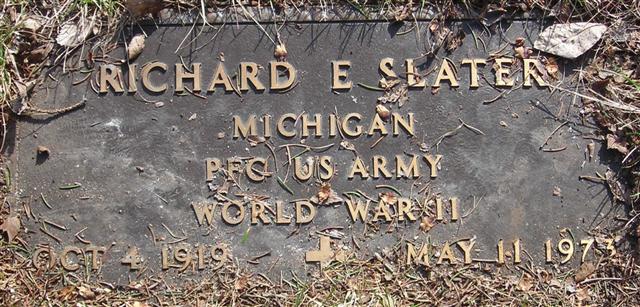 RICHARD E SLATER
MICHIGAN
PFC US ARMY
WORLD WAR II
OCT 4 1919 MAY 11 1973